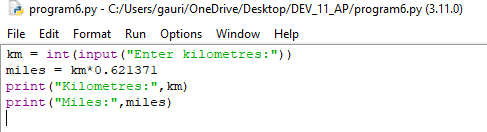 program6.py - C:/Users/gauri/OneDrive/Desktop/DEV_11_AP/program6.py (3.11.0)
File Edit Format Run Options Window Help
km = int(input("Enter kilometres:"))
miles = km*0.621371
print("Kilometres:",km)
print("Miles:",miles)